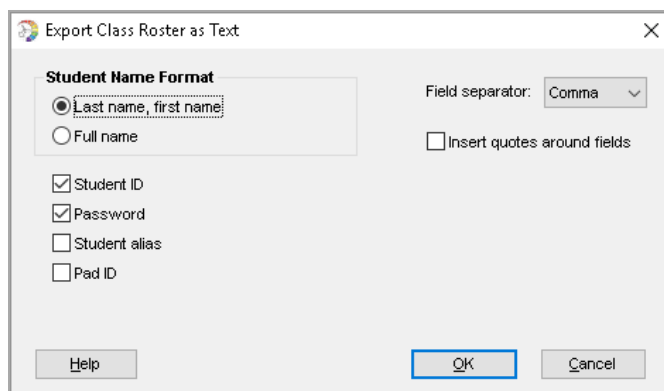 Export Class Roster as Text
Student Name Format
Last name, first name
Full name
Field separator: Comma
Insert quotes around fields
Student ID
Password
Student alias
Pad ID
Help
OK
Cancel